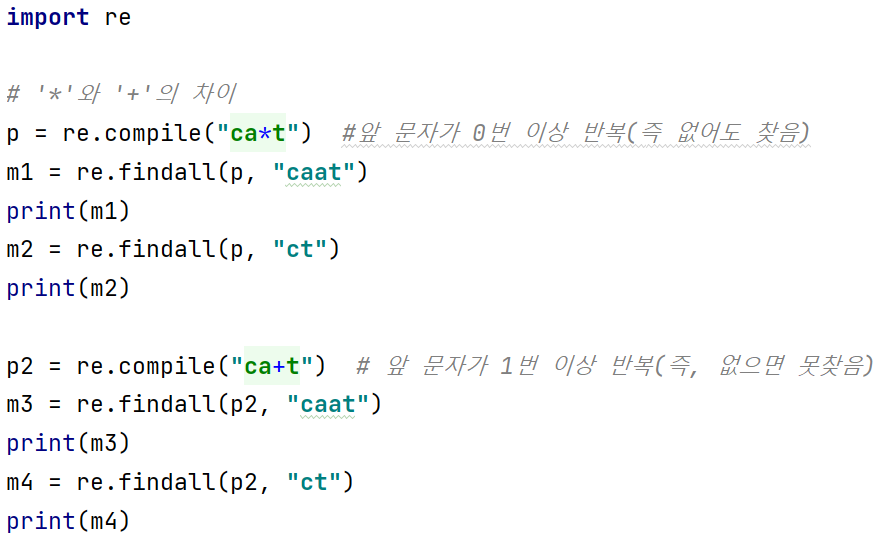 import re
# '*'와 '+'의 차이
p = re.compile("ca*t")  #앞 문자가 0번 이상 반복(즉 없어도 찾음)
m1 = re.findall(p, "caat")
print(m1)
m2 = re.findall(p, "ct")
print(m2)
p2 = re.compile("ca+t")  # 앞 문자가 1번 이상 반복(즉, 없으면 못찾음)
m3 = re.findall(p2, "caat")
print(m3)
m4 = re.findall(p2, "ct")
print(m4)